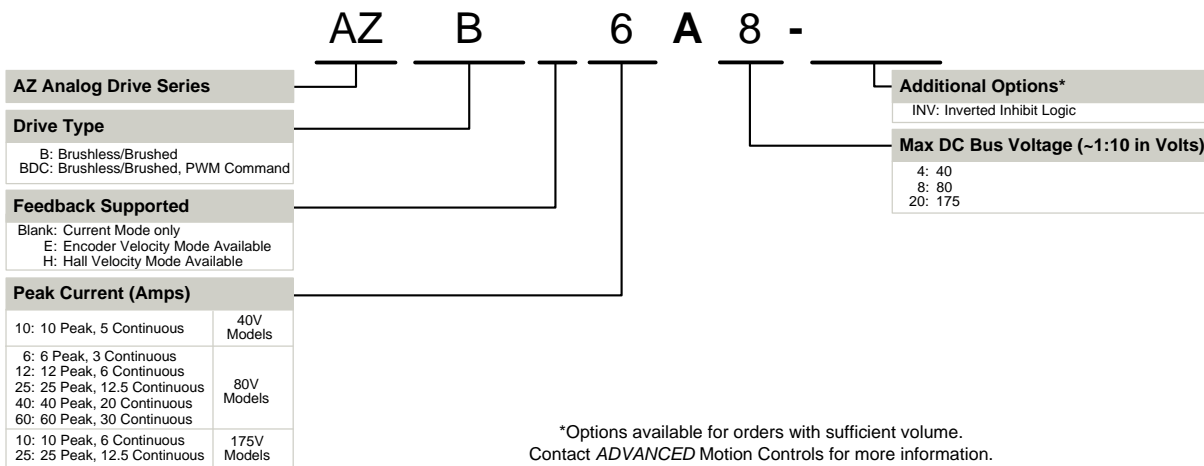 AZ B 6 A 8 -
AZ Analog Drive Series
Drive Type
B: Brushless/Brushed
BDC: Brushless/Brushed, PWM Command
Feedback Supported
Blank: Current Mode only
E: Encoder Velocity Mode Available
H: Hall Velocity Mode Available
Peak Current (Amps)
10: 10 Peak, 5 Continuous
40V
Models
6: 6 Peak, 3 Continuous
12: 12 Peak, 6 Continuous
25: 25 Peak, 12.5 Continuous
40: 40 Peak, 20 Continuous
60: 60 Peak, 30 Continuous
80V
Models
10: 10 Peak, 6 Continuous
25: 25 Peak, 12.5 Continuous
175V
Models
Additional Options*
INV: Inverted Inhibit Logic
Max DC Bus Voltage (~1:10 in Volts)
4: 40
8: 80
20: 175
*Options available for orders with sufficient volume.
Contact ADVANCED Motion Controls for more information.